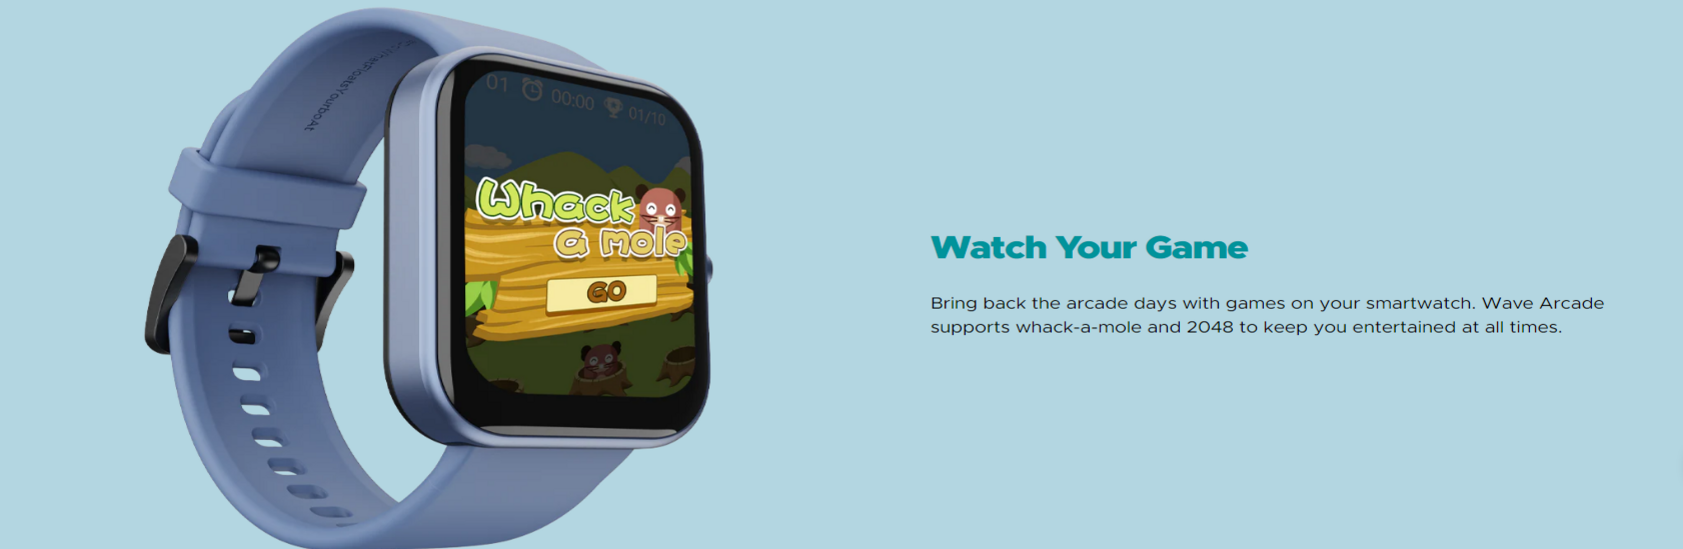 01 00:00 01/10
Whack
a mole
GO
Watch Your Game
Bring back the arcade days with games on your smartwatch. Wave Arcade
supports whack-a-mole and 2048 to keep you entertained at all times.